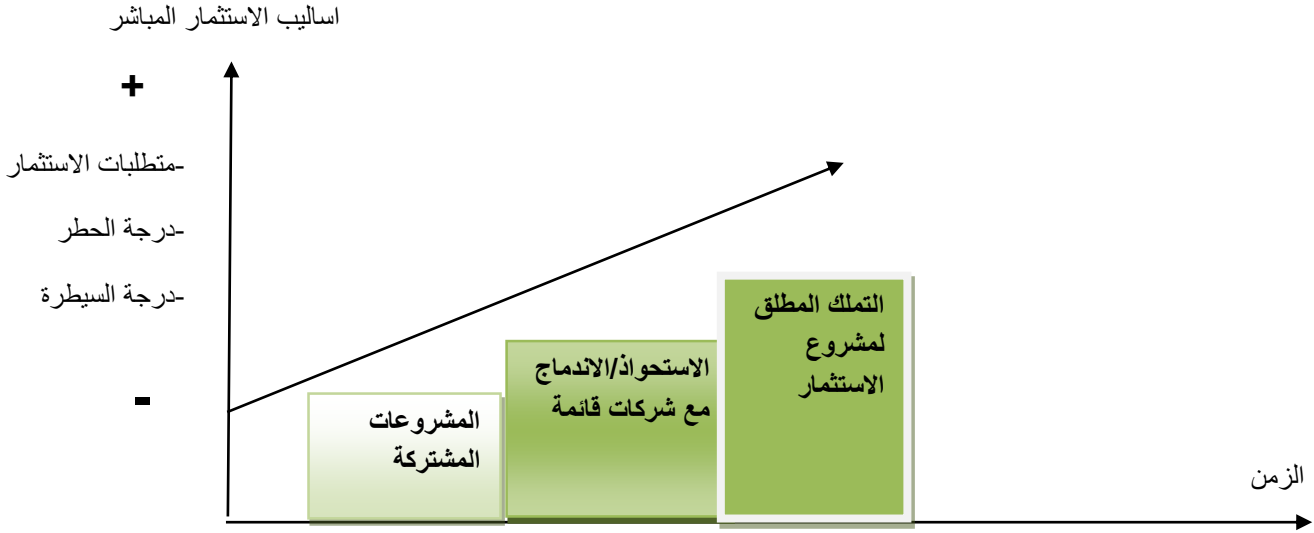 اساليب الاستثمار المباشر
+
-متطلبات الاستثمار
-درجة الحطر
-درجة السيطرة
-
التملك المطلق
لمشروع
الاستثمار
الاستحواذ/الاندماج
مع شركات قائمة
المشروعات
المشتركة
الزمن